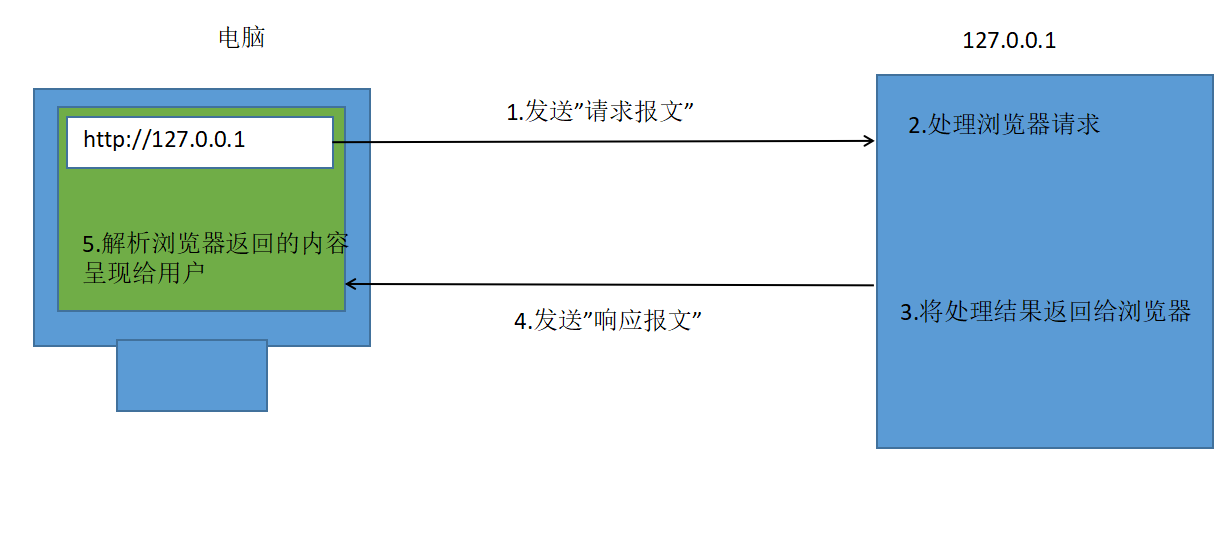 电脑
127.0.0.1
http://127.0.0.1
1.发送”请求报文”
2.处理浏览器请求
5.解析浏览器返回的内容
呈现给用户
4.发送”响应报文”
3.将处理结果返回给浏览器